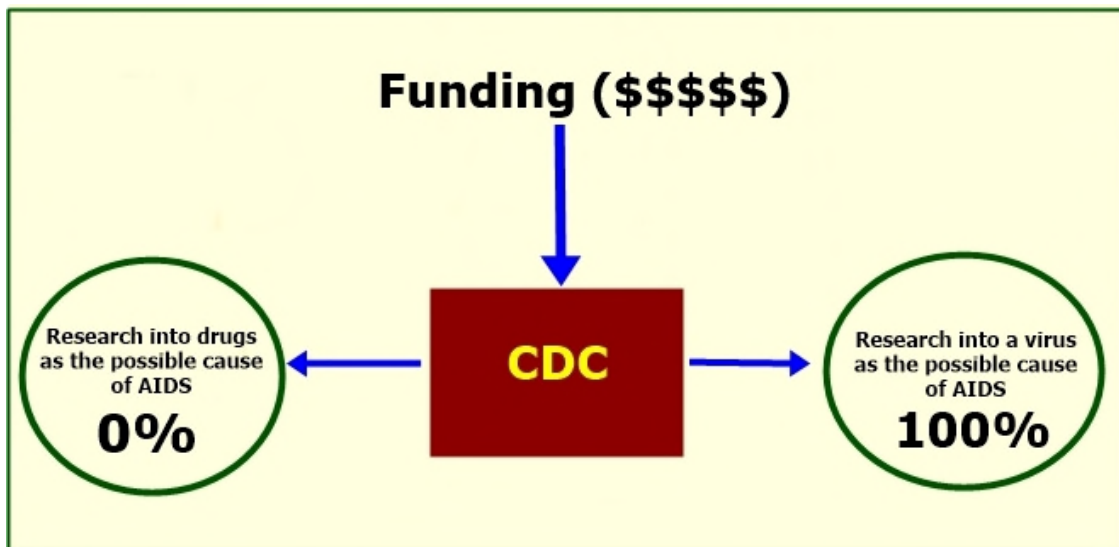 Funding ($$$$$)
CDC
Research into drugs
as the possible cause
of AIDS
0%
Research into a virus
as the possible cause
of AIDS
100%